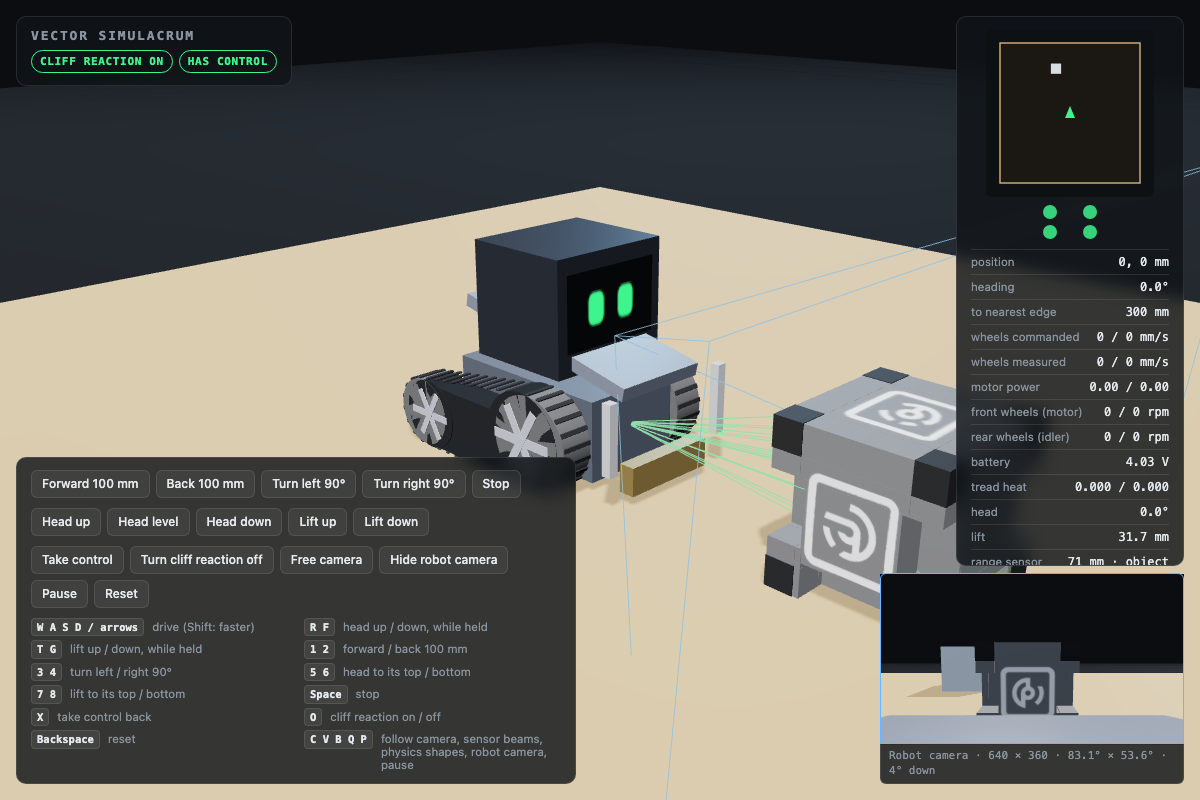 VECTOR SIMULACRUM
CLIFF REACTION ON HAS CONTROL
position 0, 0 mm
heading 0.0°
to nearest edge 300 mm
wheels commanded 0 / 0 mm/s
wheels measured 0 / 0 mm/s
motor power 0.00 / 0.00
front wheels (motor) 0 / 0 rpm
rear wheels (idler) 0 / 0 rpm
battery 4.03 V
tread heat 0.000 / 0.000
head 0.0°
lift 31.7 mm
range sensor 71 mm · object
Forward 100 mm Back 100 mm Turn left 90° Turn right 90° Stop
Head up Head level Head down Lift up Lift down
Take control Turn cliff reaction off Free camera Hide robot camera
Pause Reset
W A S D / arrows drive (Shift: faster)
R F head up / down, while held
T G lift up / down, while held
1 2 forward / back 100 mm
3 4 turn left / right 90°
5 6 head to its top / bottom
7 8 lift to its top / bottom
Space stop
X take control back
O cliff reaction on / off
Backspace reset
C V B Q P follow camera, sensor beams,
physics shapes, robot camera,
pause
Robot camera · 640 × 360 · 83.1° × 53.6° ·
4° down